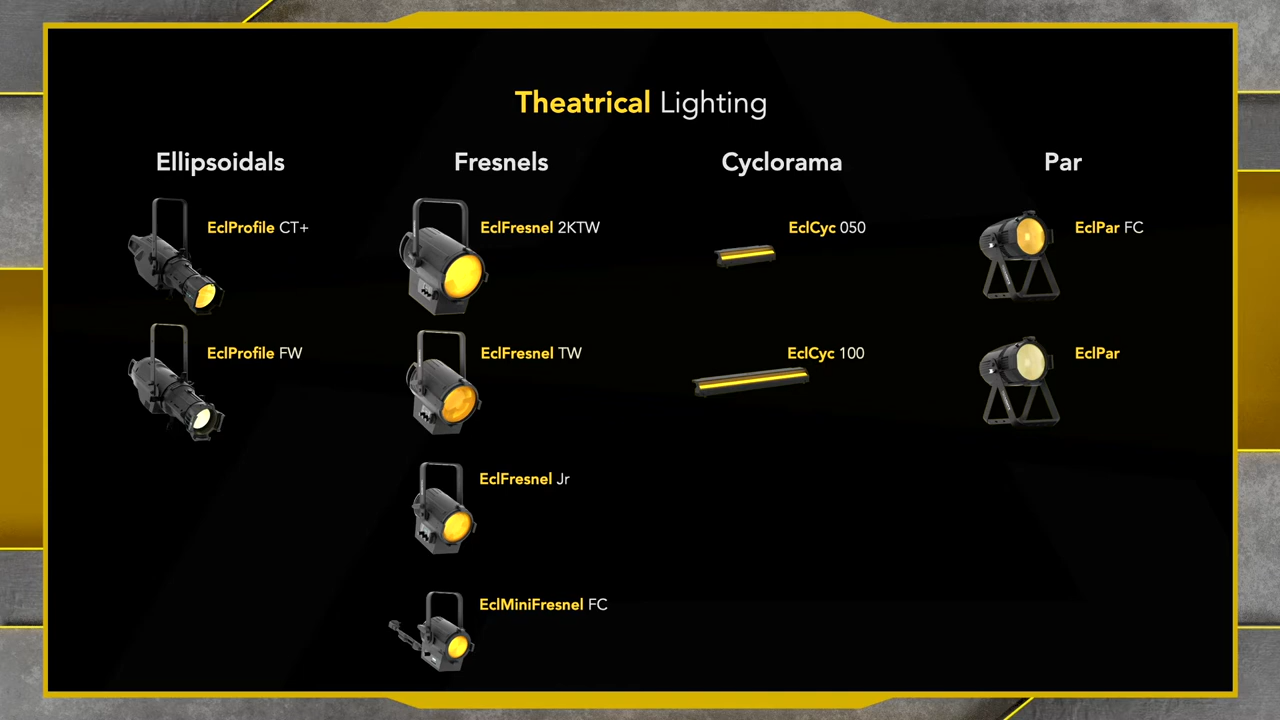 Theatrical Lighting
Ellipsoidals
EclProfile CT+
EclProfile FW
Fresnels
EclFresnel 2KTW
EclFresnel TW
EclFresnel Jr
EclMiniFresnel FC
Cyclorama
EclCyc 050
EclCyc 100
Par
EclPar FC
EclPar